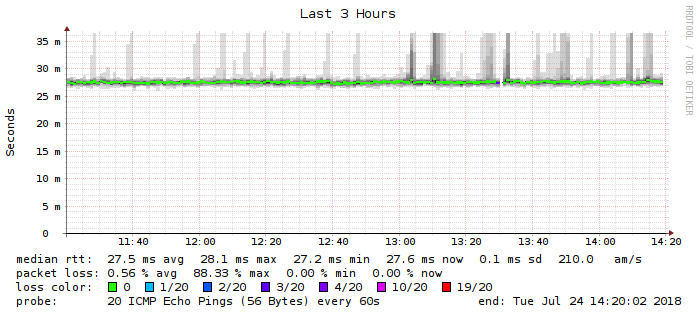 Last 3 Hours
RRDTOOL / TOBI OETIKER
Seconds
35 m
30 m
25 m
20 m
15 m
10 m
5 m
0
11:40 12:00 12:20 12:40 13:00 13:20 13:40 14:00 14:20
median rtt: 27.5 ms avg 28.1 ms max 27.2 ms min 27.6 ms now 0.1 ms sd 210.0 am/s
packet loss: 0.56 % avg 88.33 % max 0.00 % min 0.00 % now
loss color: 0 1/20 2/20 3/20 4/20 10/20 19/20
probe: 20 ICMP Echo Pings (56 Bytes) every 60s end: Tue Jul 24 14:20:02 2018